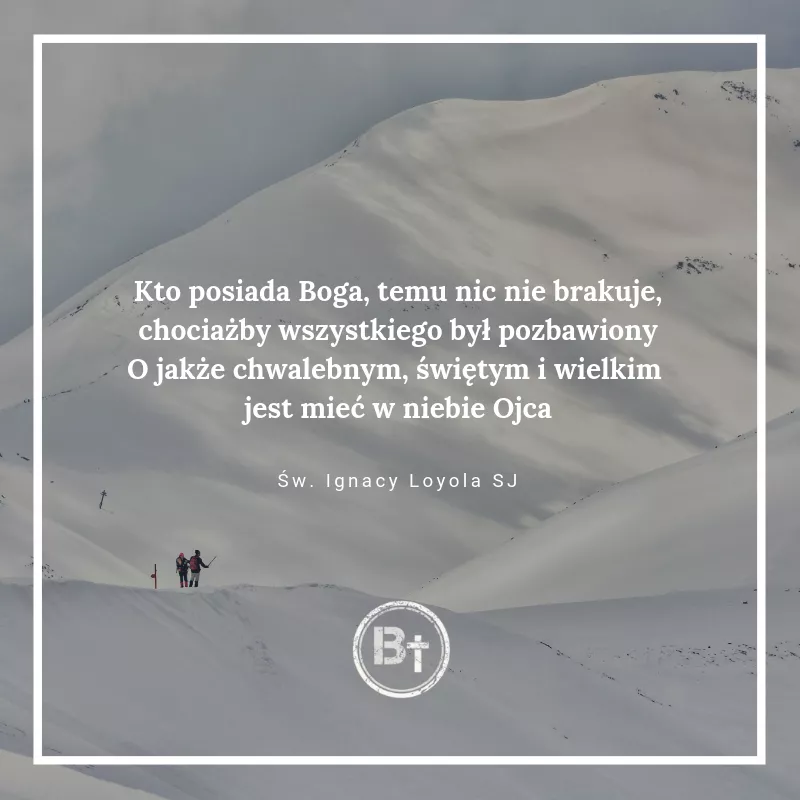 Kto posiada Boga, temu nic nie brakuje,
chociażby wszystkiego był pozbawiony
O jakże chwalebnym, świętym i wielkim
jest mieć w niebie Ojca
Św. Ignacy Loyola SJ
Bt